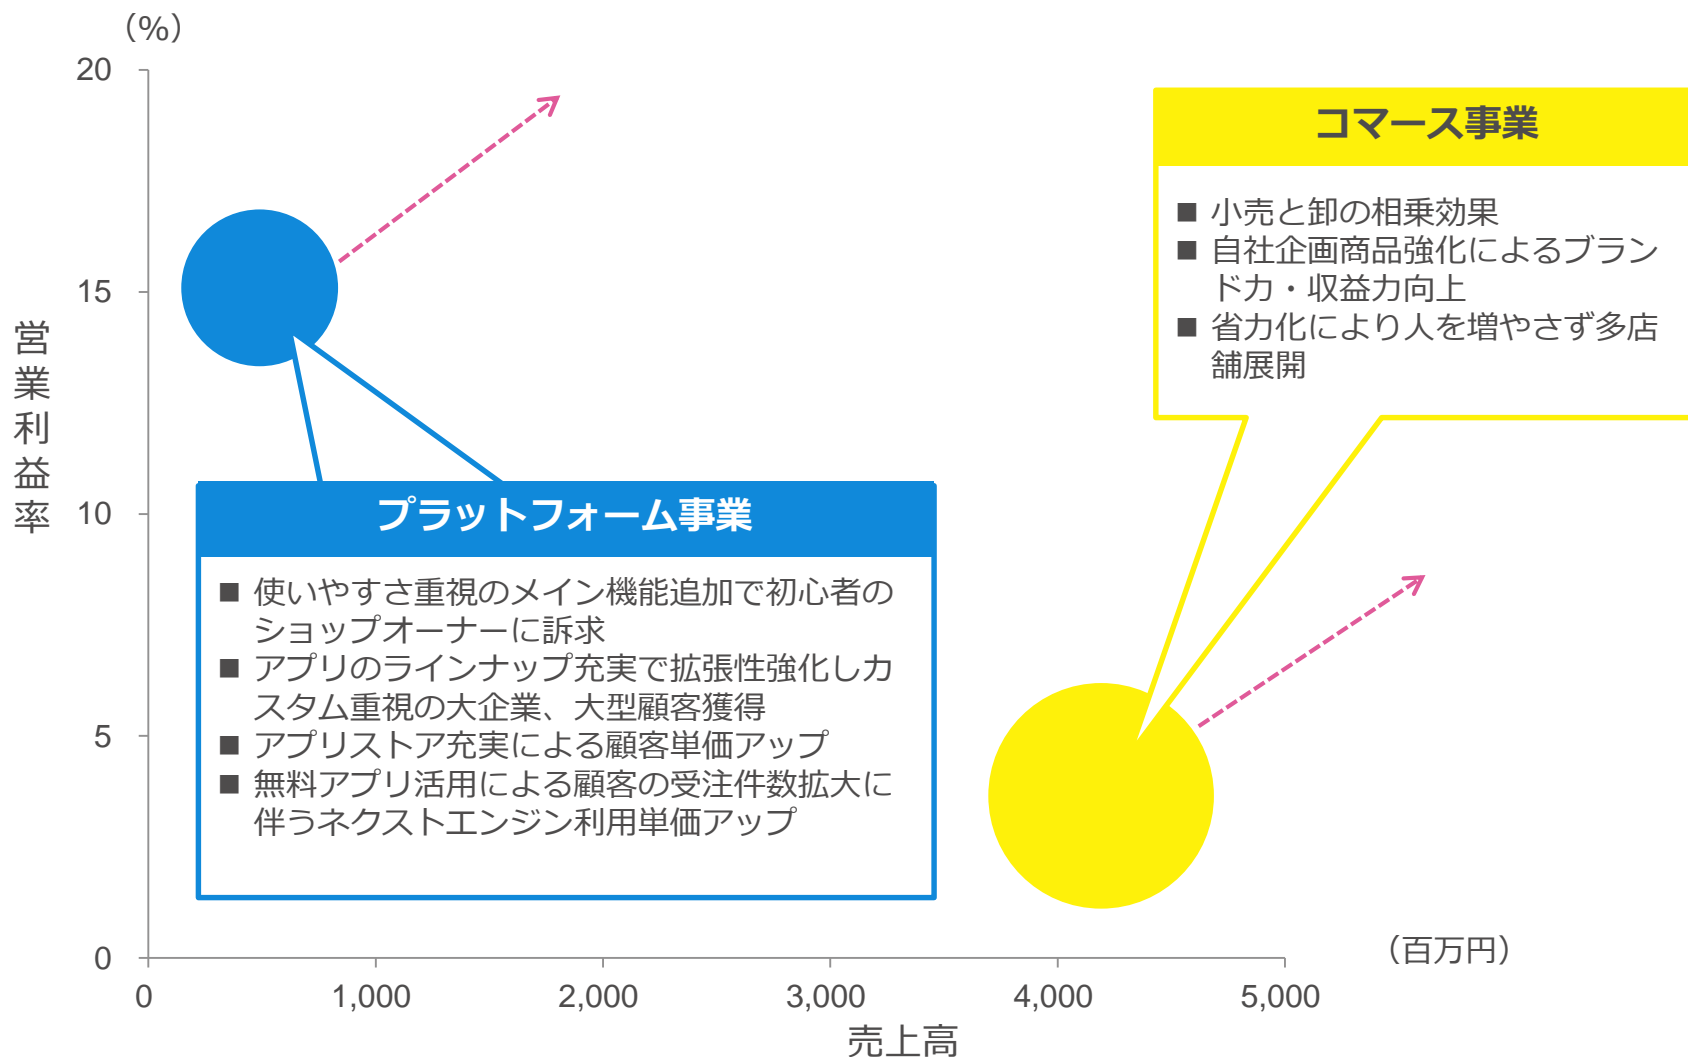 （%）
20
15
10
5
0
営業利益率
コマース事業
■ 小売と卸の相乗効果
■ 自社企画商品強化によるブラン
ド力・収益力向上
■ 省力化により人を増やさず多店
舗展開
プラットフォーム事業
■ 使いやすさ重視のメイン機能追加で初心者の
ショップオーナーに訴求
■ アプリのラインナップ充実で拡張性強化しカ
スタム重視の大企業、大型顧客獲得
■ アプリストア充実による顧客単価アップ
■ 無料アプリ活用による顧客の受注件数拡大に
伴うネクストエンジン利用単価アップ
（百万円）
0 1,000 2,000 3,000 4,000 5,000
売上高